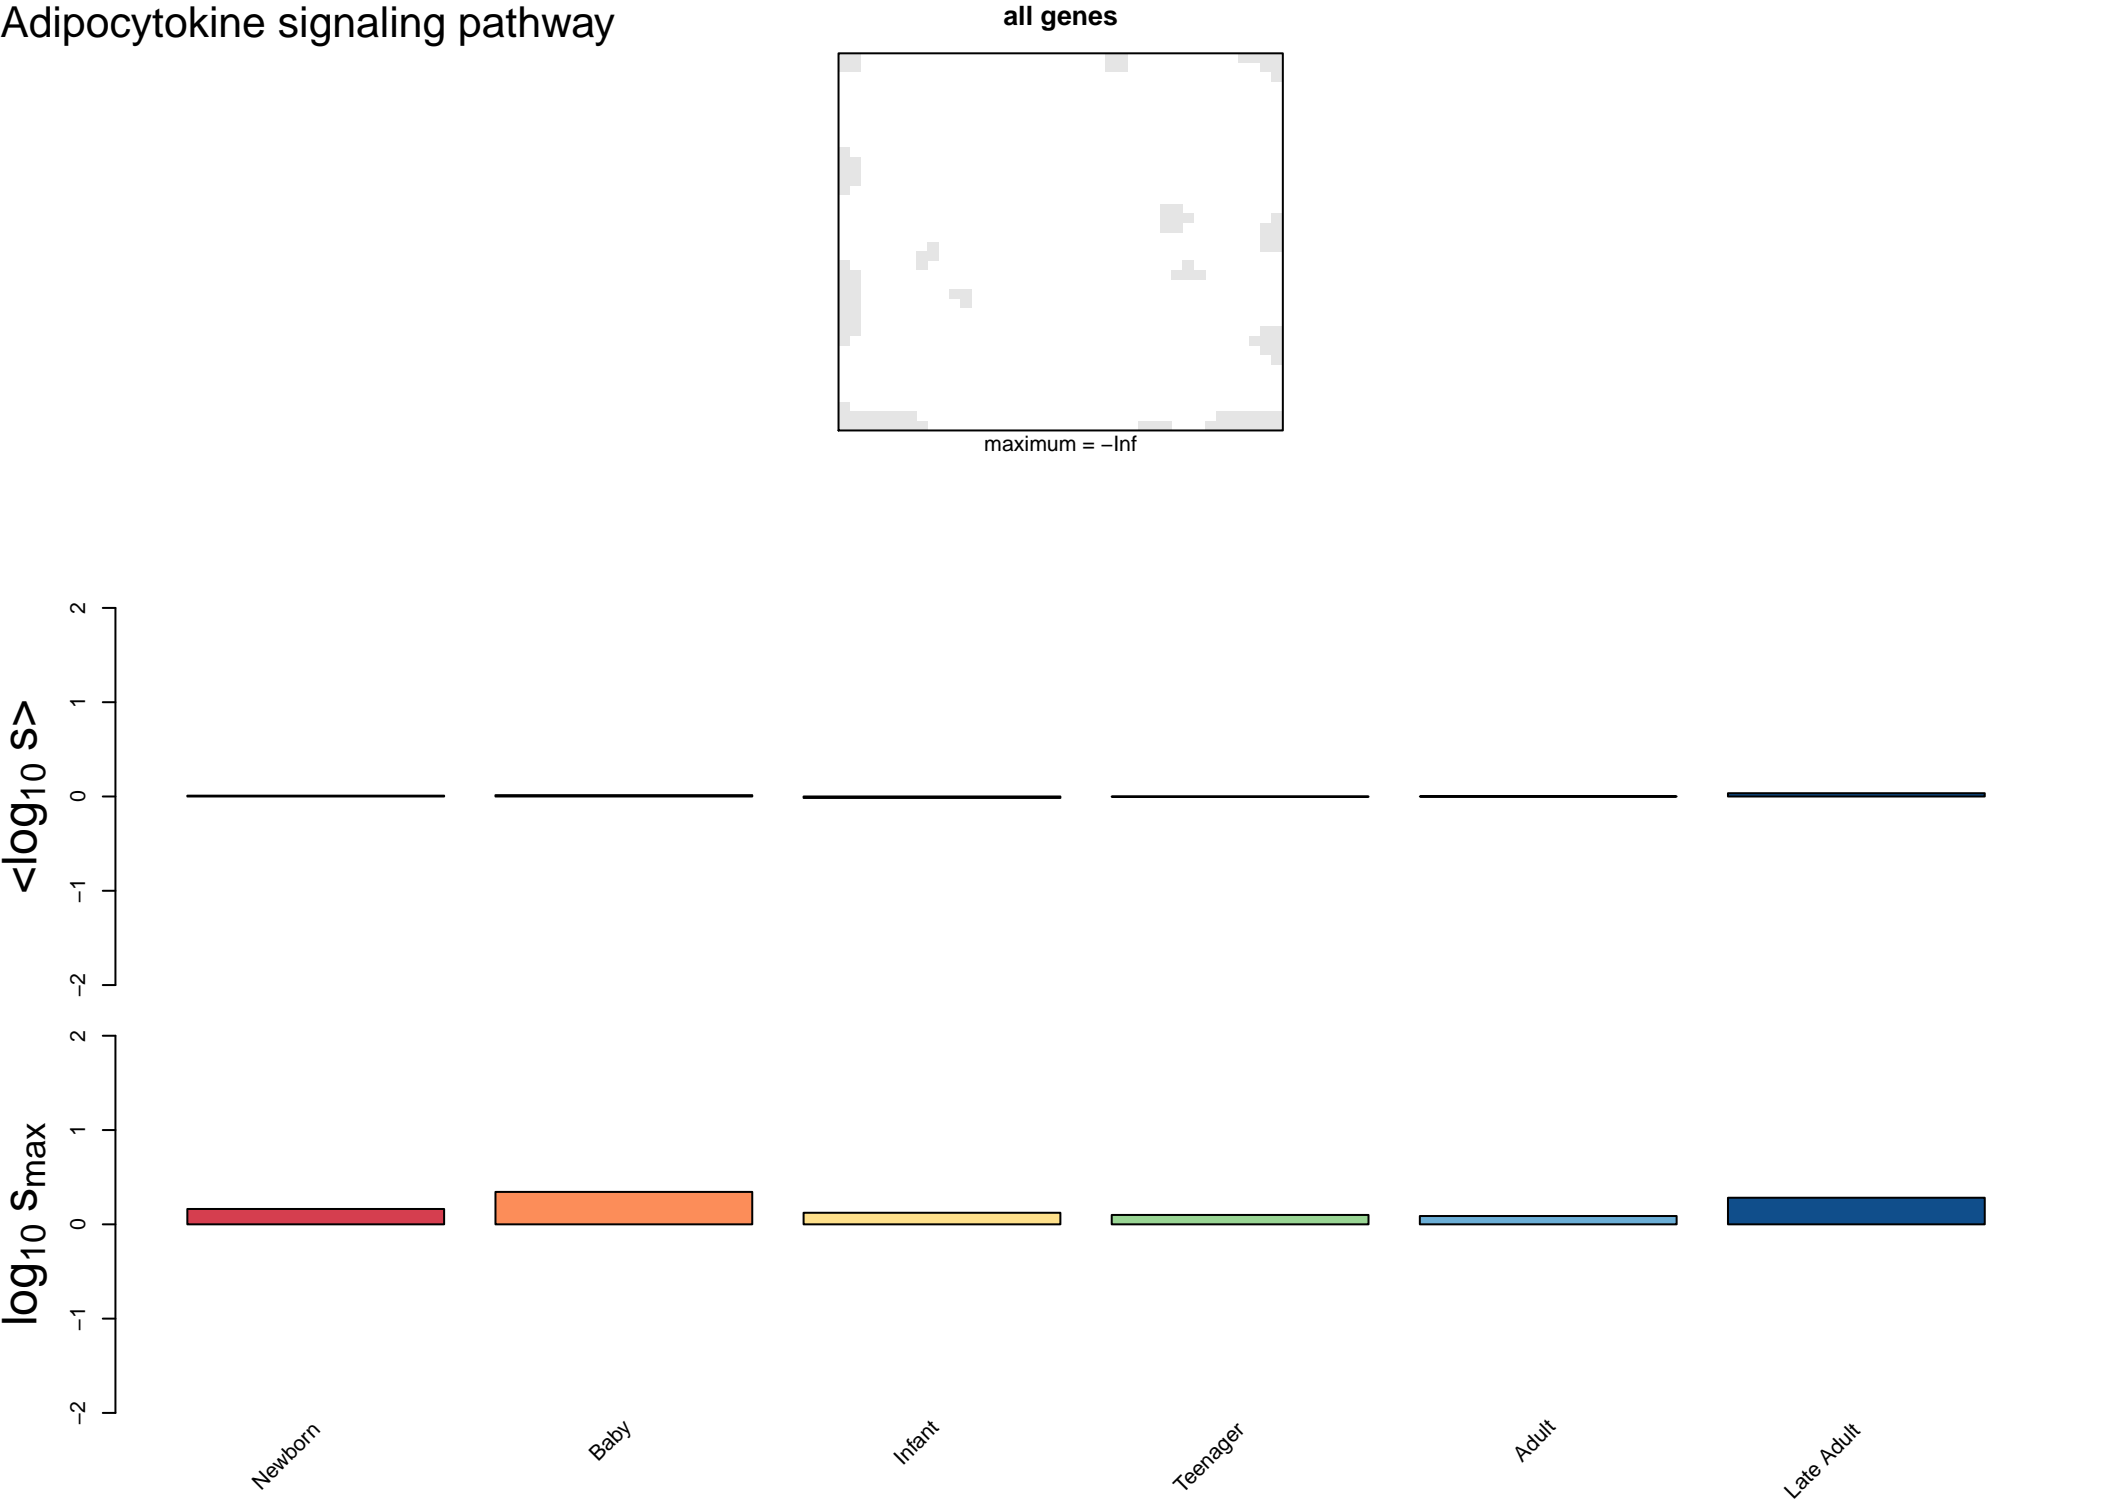 Adipocytokine signaling pathway
all genes
maximum = −Inf
<log10 s>
2
1
0
−1
−2
log10 smax
2
1
0
−1
−2
Newborn
Baby
Infant
Teenager
Adult
Late Adult